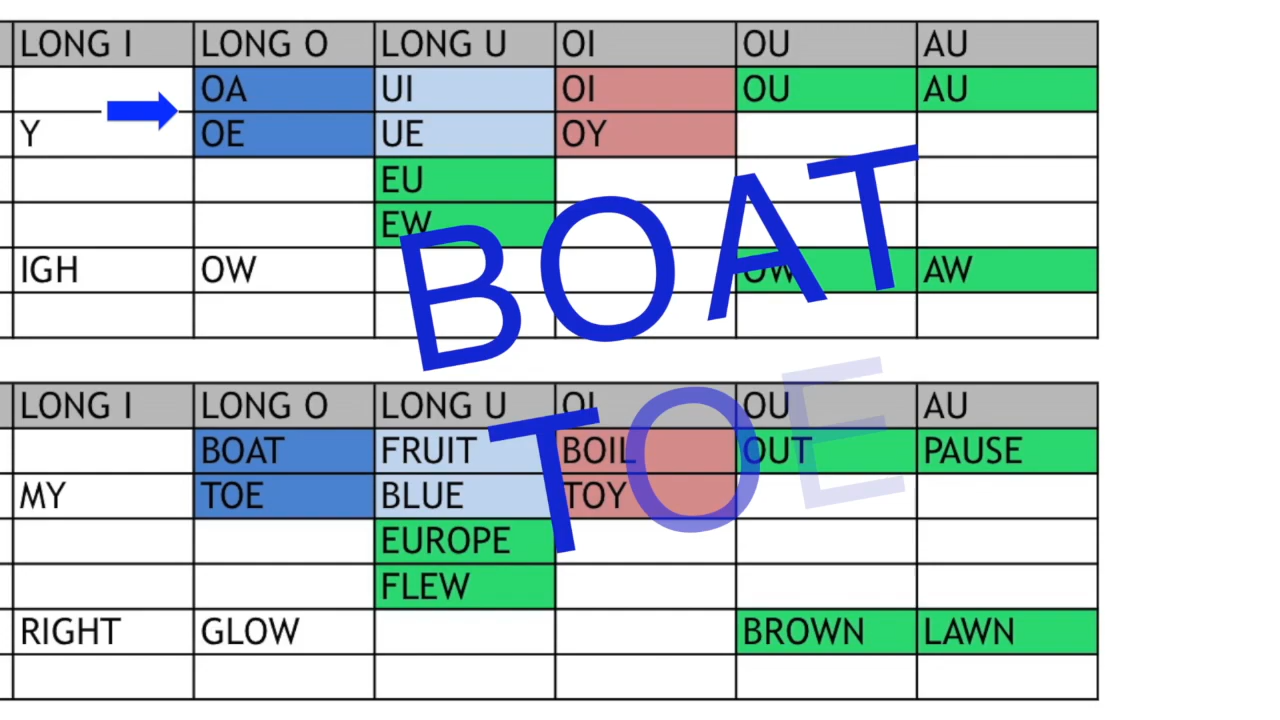 LONG I LONG O LONG U OI OU AU
OA UI OI OU AU
Y OE UE OY
EU
EW
IGH OW OW AW
BOAT
TOE
LONG I LONG O LONG U OI OU AU
BOAT FRUIT BOIL OUT PAUSE
MY TOE BLUE TOY
EUROPE
FLEW
RIGHT GLOW BROWN LAWN